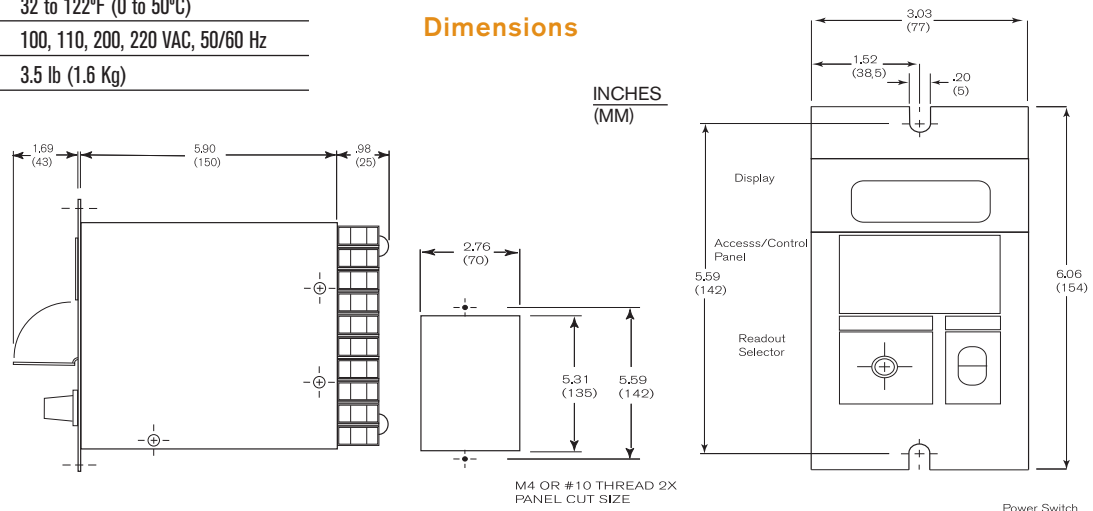 32 to 122°F (0 to 50°C)
100, 110, 200, 220 VAC, 50/60 Hz
3.5 lb (1.6 Kg)
Dimensions
INCHES
(MM)
1.69
(43)
5.90
(150)
.98
(25)
2.76
(70)
5.31
(135)
5.59
(142)
M4 OR #10 THREAD 2X
PANEL CUT SIZE
3.03
(77)
1.52
(38,5)
.20
(5)
Display
Accesss/Control
Panel
5.59
(142)
6.06
(154)
Readout
Selector
Power Switch